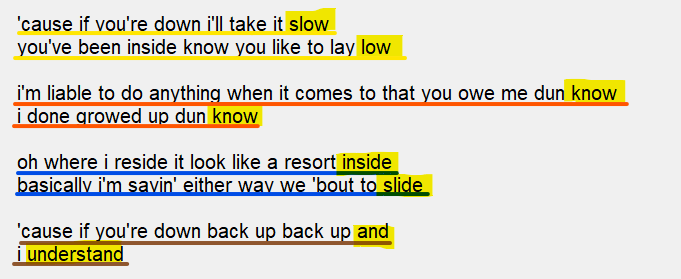 'cause if you're down i'll take it slow
you've been inside know you like to lay low
i'm liable to do anything when it comes to that you owe me dun know
i done growed up dun know
oh where i reside it look like a resort inside
basically i'm sayin' either way we 'bout to slide
'cause if you're down back up back up and
i understand